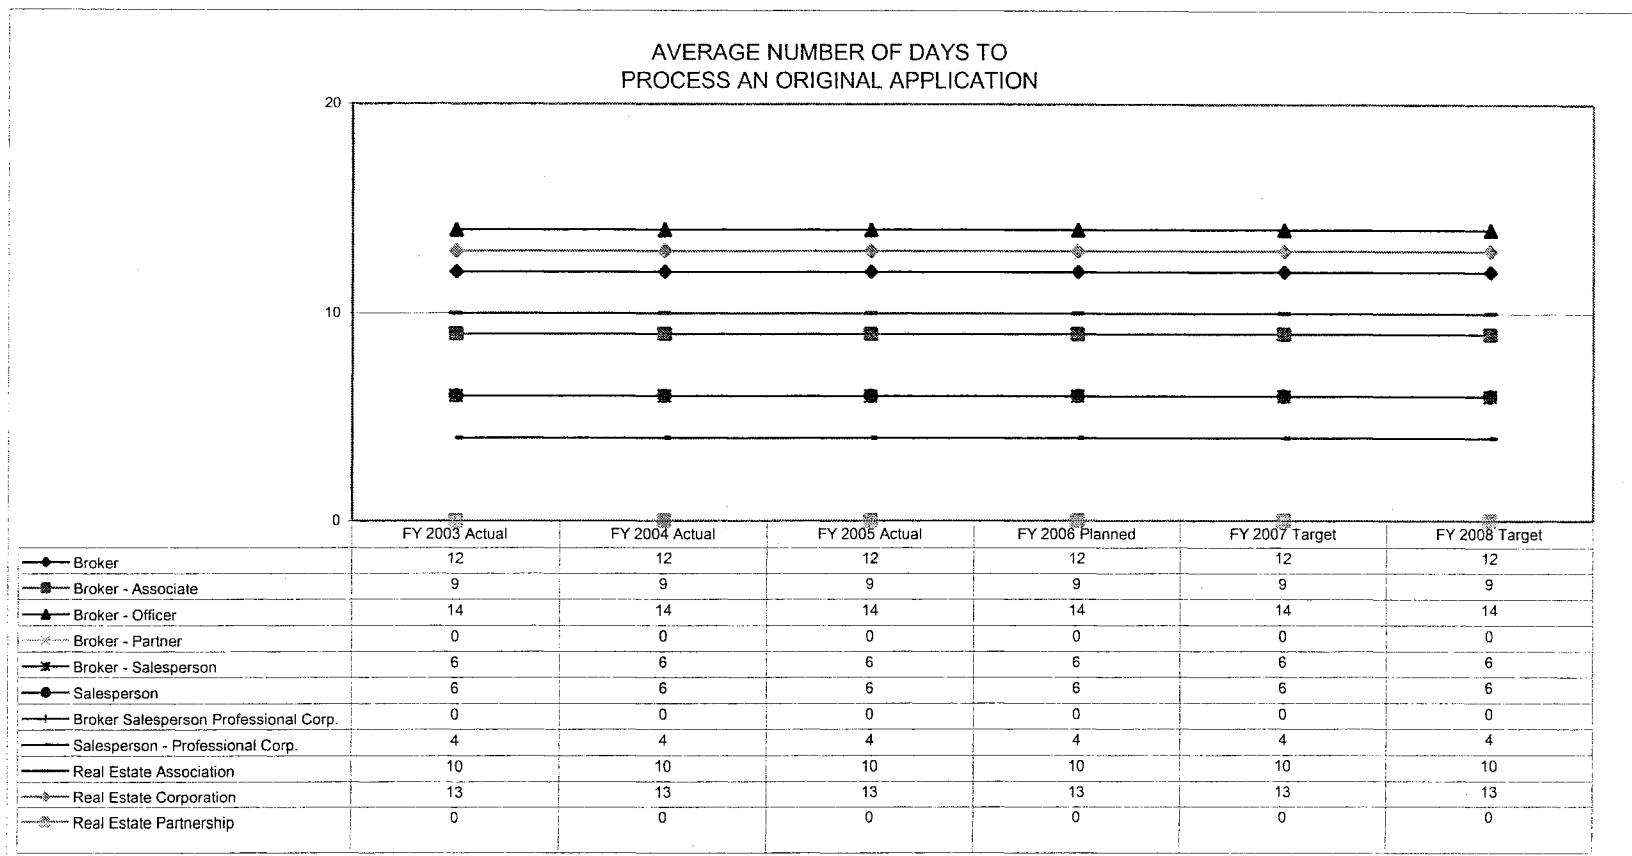 AVERAGE NUMBER OF DAYS TO
PROCESS AN ORIGINAL APPLICATION
20
10
0
FY 2003 Actual FY 2004 Actual FY 2005 Actual FY 2006 Planned FY 2007 Target FY 2008 Target
Broker 12 12 12 12 12 12
Broker - Associate 9 9 9 9 9 9
Broker - Officer 14 14 14 14 14 14
Broker - Partner 0 0 0 0 0 0
Broker - Salesperson 6 6 6 6 6 6
Salesperson 6 6 6 6 6 6
Broker Salesperson Professional Corp. 0 0 0 0 0 0
Salesperson - Professional Corp. 4 4 4 4 4 4
Real Estate Association 10 10 10 10 10 10
Real Estate Corporation 13 13 13 13 13 13
Real Estate Partnership 0 0 0 0 0 0